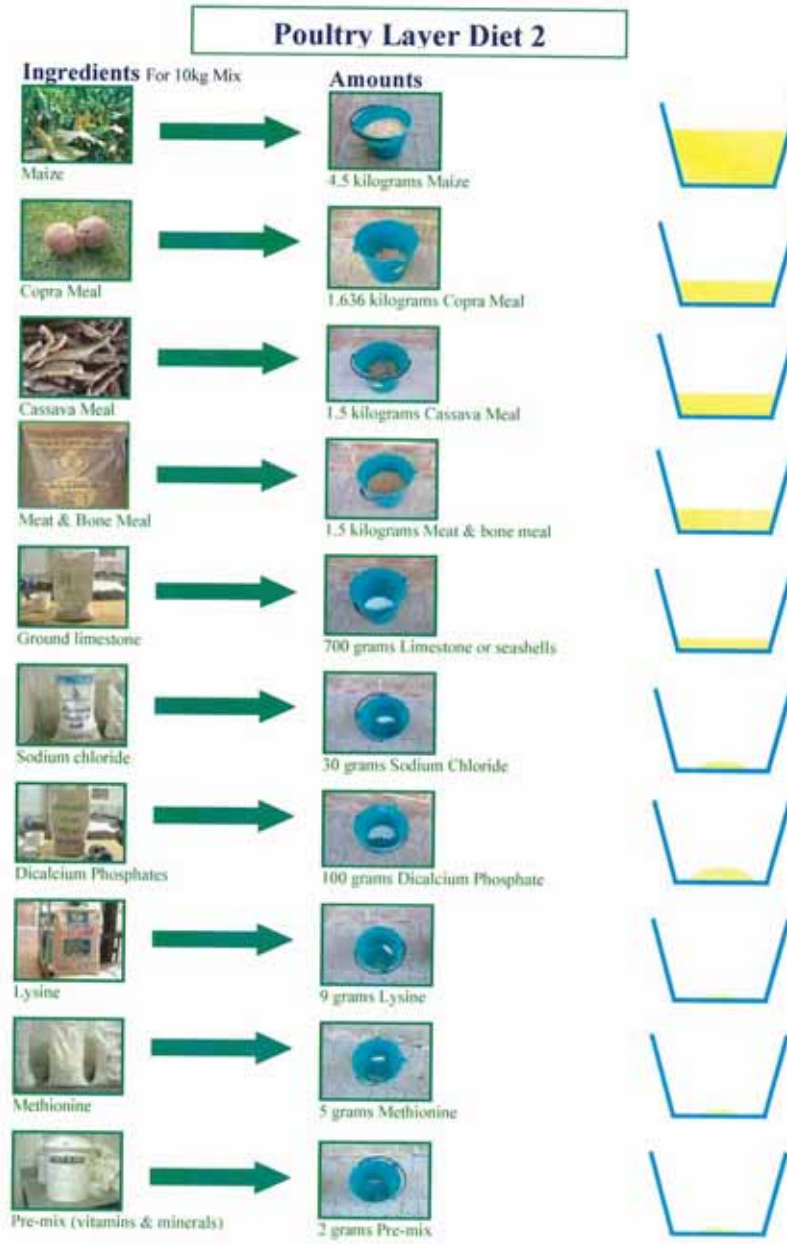 Poultry Layer Diet 2
Ingredients For 10kg Mix
Amounts
Maize
4.5 kilograms Maize
Copra Meal
1.636 kilograms Copra Meal
Cassava Meal
1.5 kilograms Cassava Meal
Meat & Bone Meal
1.5 kilograms Meat & bone meal
Ground limestone
700 grams Limestone or seashells
Sodium chloride
30 grams Sodium Chloride
Dicalcium Phosphates
100 grams Dicalcium Phosphate
Lysine
9 grams Lysine
Methionine
5 grams Methionine
Pre-mix (vitamins & minerals)
2 grams Pre-mix